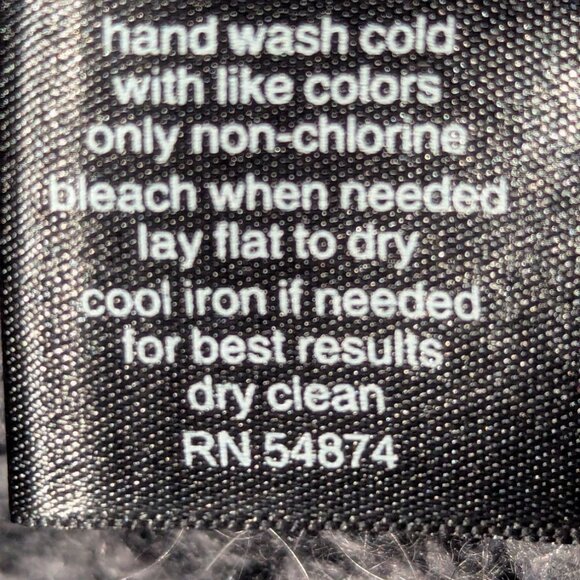 hand wash cold
with like colors
only non-chlorine
bleach when needed
lay flat to dry
cool iron if needed
for best results
dry clean
RN 54874